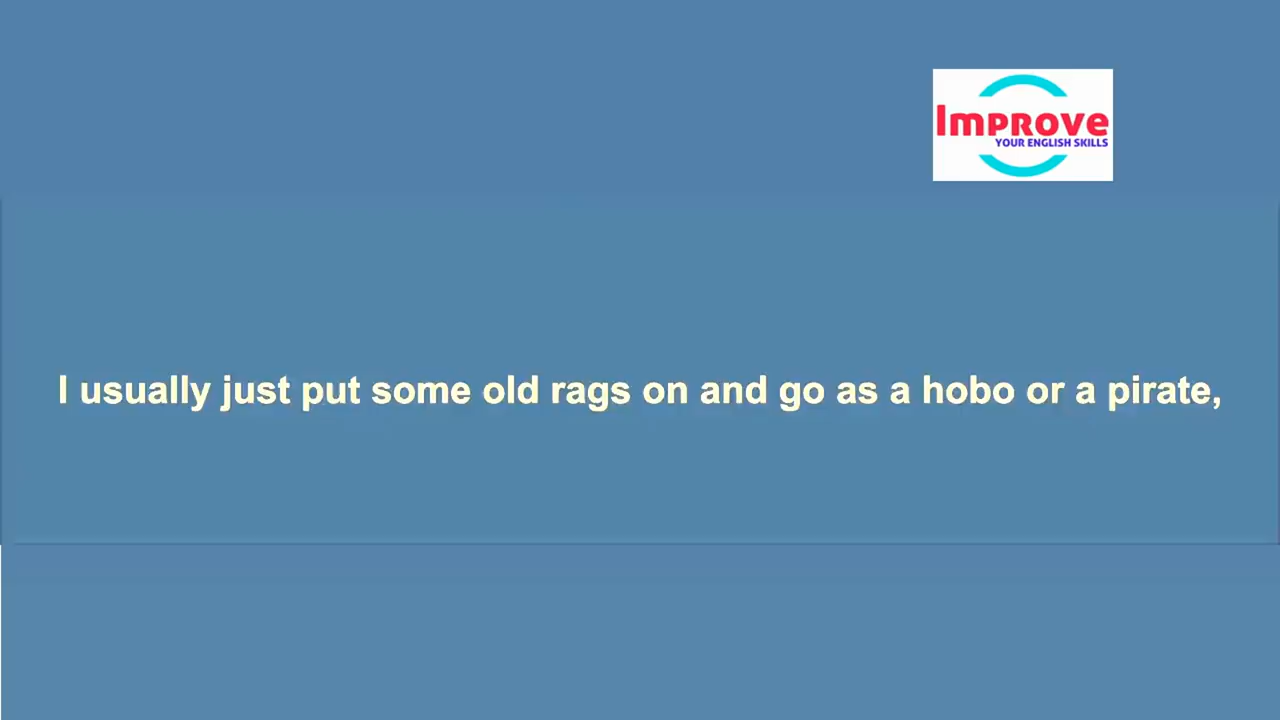 Improve
YOUR ENGLISH SKILLS
I usually just put some old rags on and go as a hobo or a pirate,